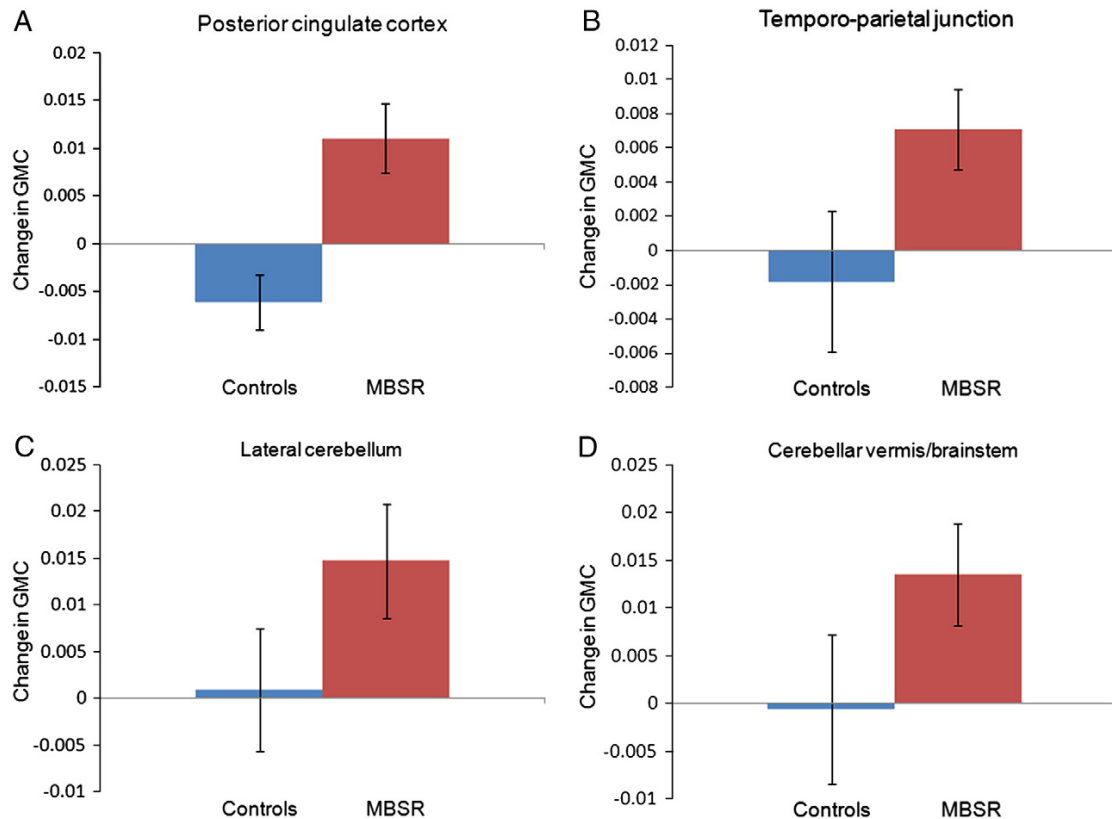 A
Posterior cingulate cortex
Change in GMC
0.02
0.015
0.01
0.005
0
-0.005
-0.01
-0.015
Controls MBSR
B
Temporo-parietal junction
Change in GMC
0.012
0.01
0.008
0.006
0.004
0.002
0
-0.002
-0.004
-0.006
-0.008
Controls MBSR
C
Lateral cerebellum
Change in GMC
0.025
0.02
0.015
0.01
0.005
0
-0.005
-0.01
Controls MBSR
D
Cerebellar vermis/brainstem
Change in GMC
0.025
0.02
0.015
0.01
0.005
0
-0.005
-0.01
Controls MBSR